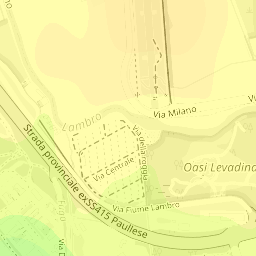 Lambro
Via Milano
Strada provinciale exSS415 Paullese
Via Centrale
Oasi Levadina
Via Fiume Lambro